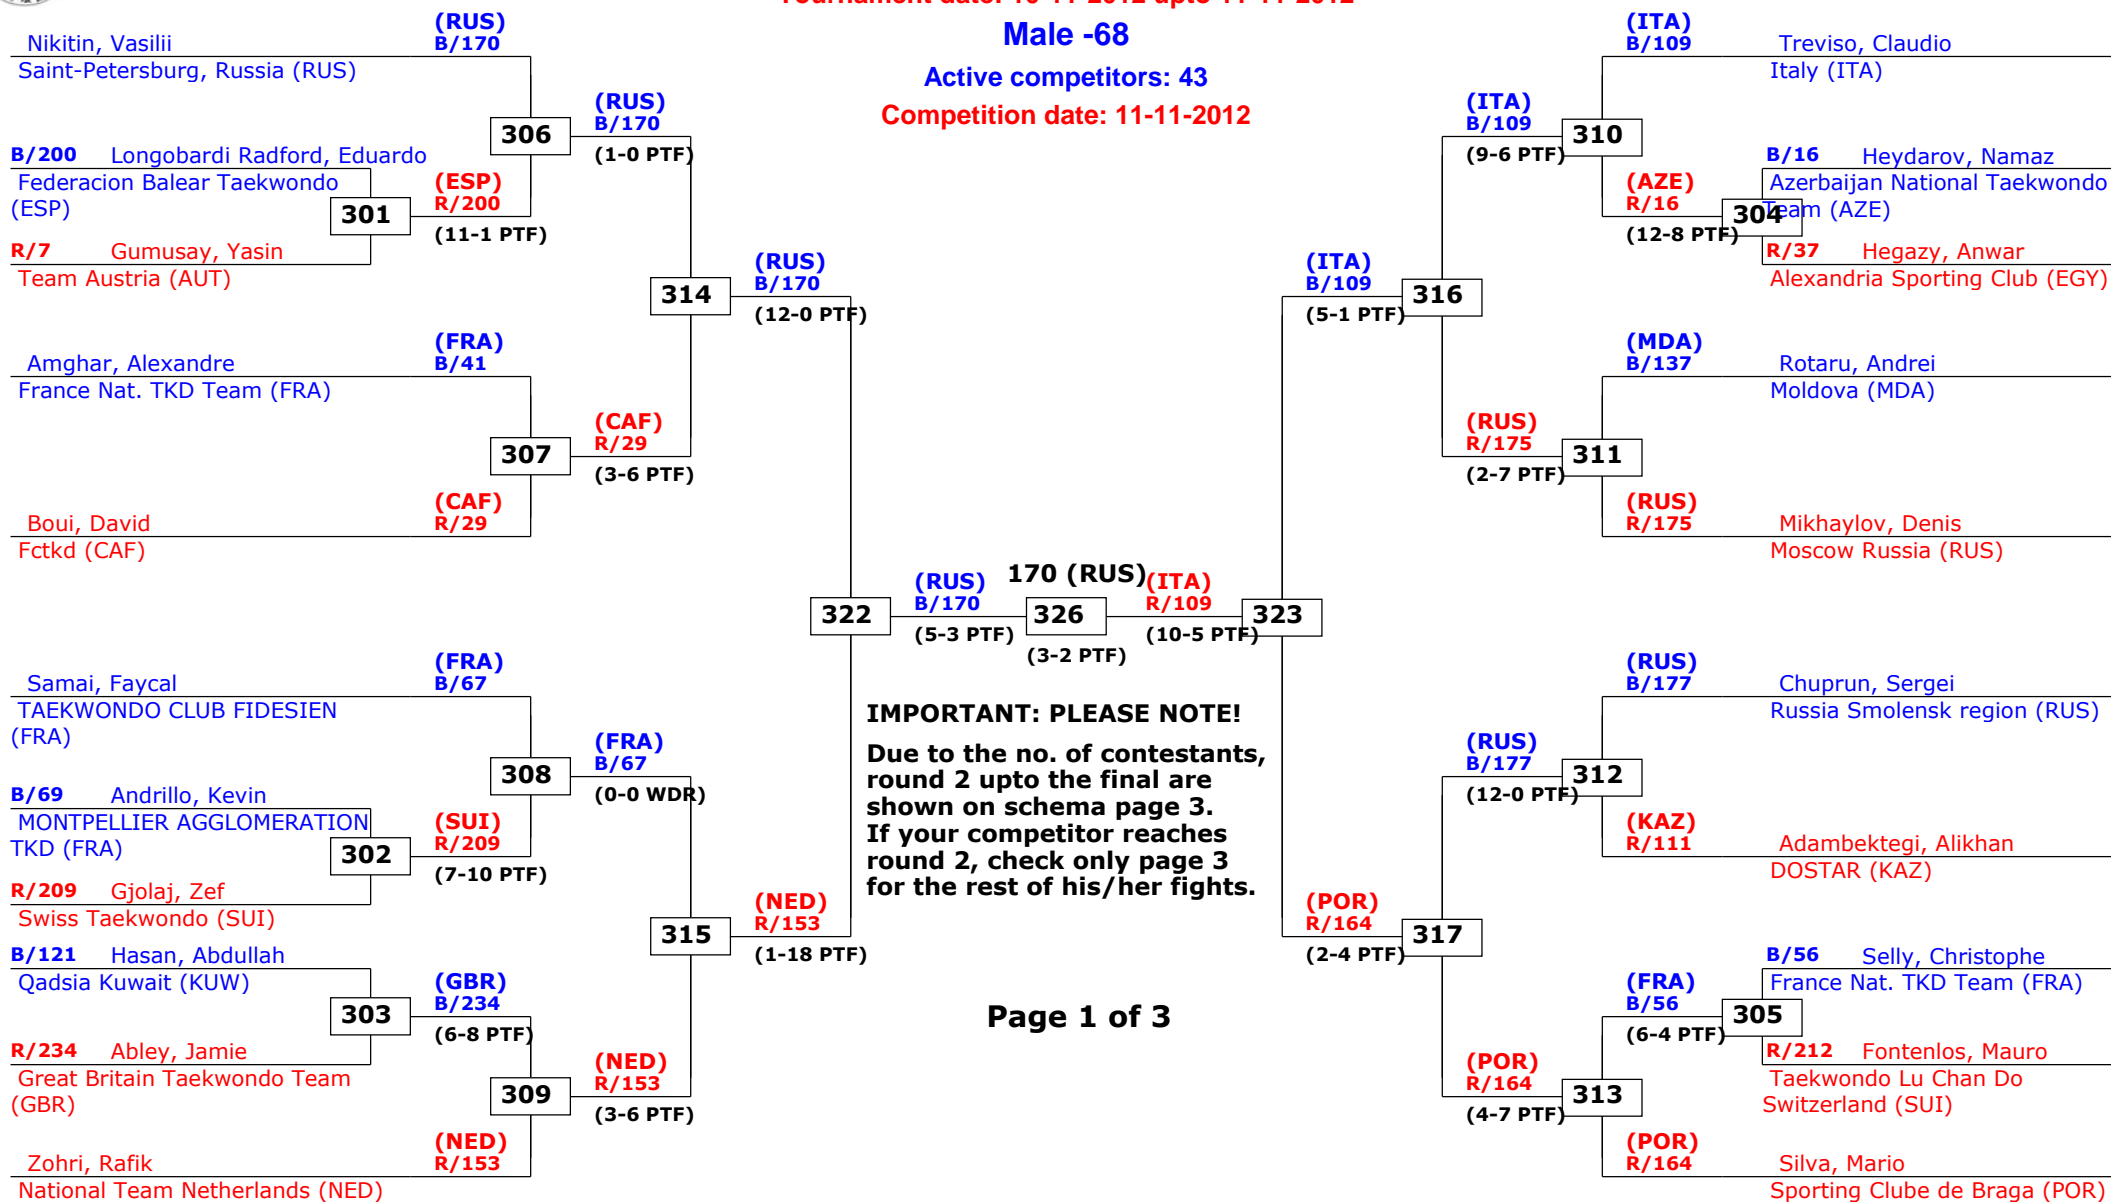 Male -68
Active competitors: 43
Competition date: 11-11-2012
(RUS)
B/170
Nikitin, Vasilii
Saint-Petersburg, Russia (RUS)
306
(RUS)
B/170
(1-0 PTF)
B/200 Longobardi Radford, Eduardo
Federacion Balear Taekwondo
(ESP)
301
(ESP)
R/200
(11-1 PTF)
R/7 Gumusay, Yasin
Team Austria (AUT)
314
(RUS)
B/170
(12-0 PTF)
(FRA)
B/41
Amghar, Alexandre
France Nat. TKD Team (FRA)
307
(CAF)
R/29
(3-6 PTF)
(CAF)
R/29
Boui, David
Fctkd (CAF)
322
(RUS)
B/170
(5-3 PTF)
170 (RUS)
326
(3-2 PTF)
(ITA)
R/109
(10-5 PTF)
323
(FRA)
B/67
Samai, Faycal
TAEKWONDO CLUB FIDESIEN
(FRA)
308
(FRA)
B/67
(0-0 WDR)
B/69 Andrillo, Kevin
MONTPELLIER AGGLOMERATION
TKD (FRA)
302
(SUI)
R/209
(7-10 PTF)
R/209 Gjolaj, Zef
Swiss Taekwondo (SUI)
315
(NED)
R/153
(1-18 PTF)
B/121 Hasan, Abdullah
Qadsia Kuwait (KUW)
303
(GBR)
B/234
(6-8 PTF)
R/234 Abley, Jamie
Great Britain Taekwondo Team
(GBR)
309
(NED)
R/153
(3-6 PTF)
(NED)
R/153
Zohri, Rafik
National Team Netherlands (NED)
IMPORTANT: PLEASE NOTE!
Due to the no. of contestants,
round 2 upto the final are
shown on schema page 3.
If your competitor reaches
round 2, check only page 3
for the rest of his/her fights.
Page 1 of 3
(ITA)
B/109
Treviso, Claudio
Italy (ITA)
(ITA)
B/109
(9-6 PTF)
310
B/16 Heydarov, Namaz
Azerbaijan National Taekwondo
Team (AZE)
(AZE)
R/16
(12-8 PTF)
304
R/37 Hegazy, Anwar
Alexandria Sporting Club (EGY)
(ITA)
B/109
(5-1 PTF)
316
(MDA)
B/137
Rotaru, Andrei
Moldova (MDA)
(RUS)
R/175
(2-7 PTF)
311
(RUS)
R/175
Mikhaylov, Denis
Moscow Russia (RUS)
(RUS)
B/177
Chuprun, Sergei
Russia Smolensk region (RUS)
(RUS)
B/177
(12-0 PTF)
312
(KAZ)
R/111
Adambektegi, Alikhan
DOSTAR (KAZ)
(POR)
R/164
(2-4 PTF)
317
B/56 Selly, Christophe
France Nat. TKD Team (FRA)
(FRA)
B/56
(6-4 PTF)
305
R/212 Fontenlos, Mauro
Taekwondo Lu Chan Do
Switzerland (SUI)
(POR)
R/164
(4-7 PTF)
313
(POR)
R/164
Silva, Mario
Sporting Clube de Braga (POR)